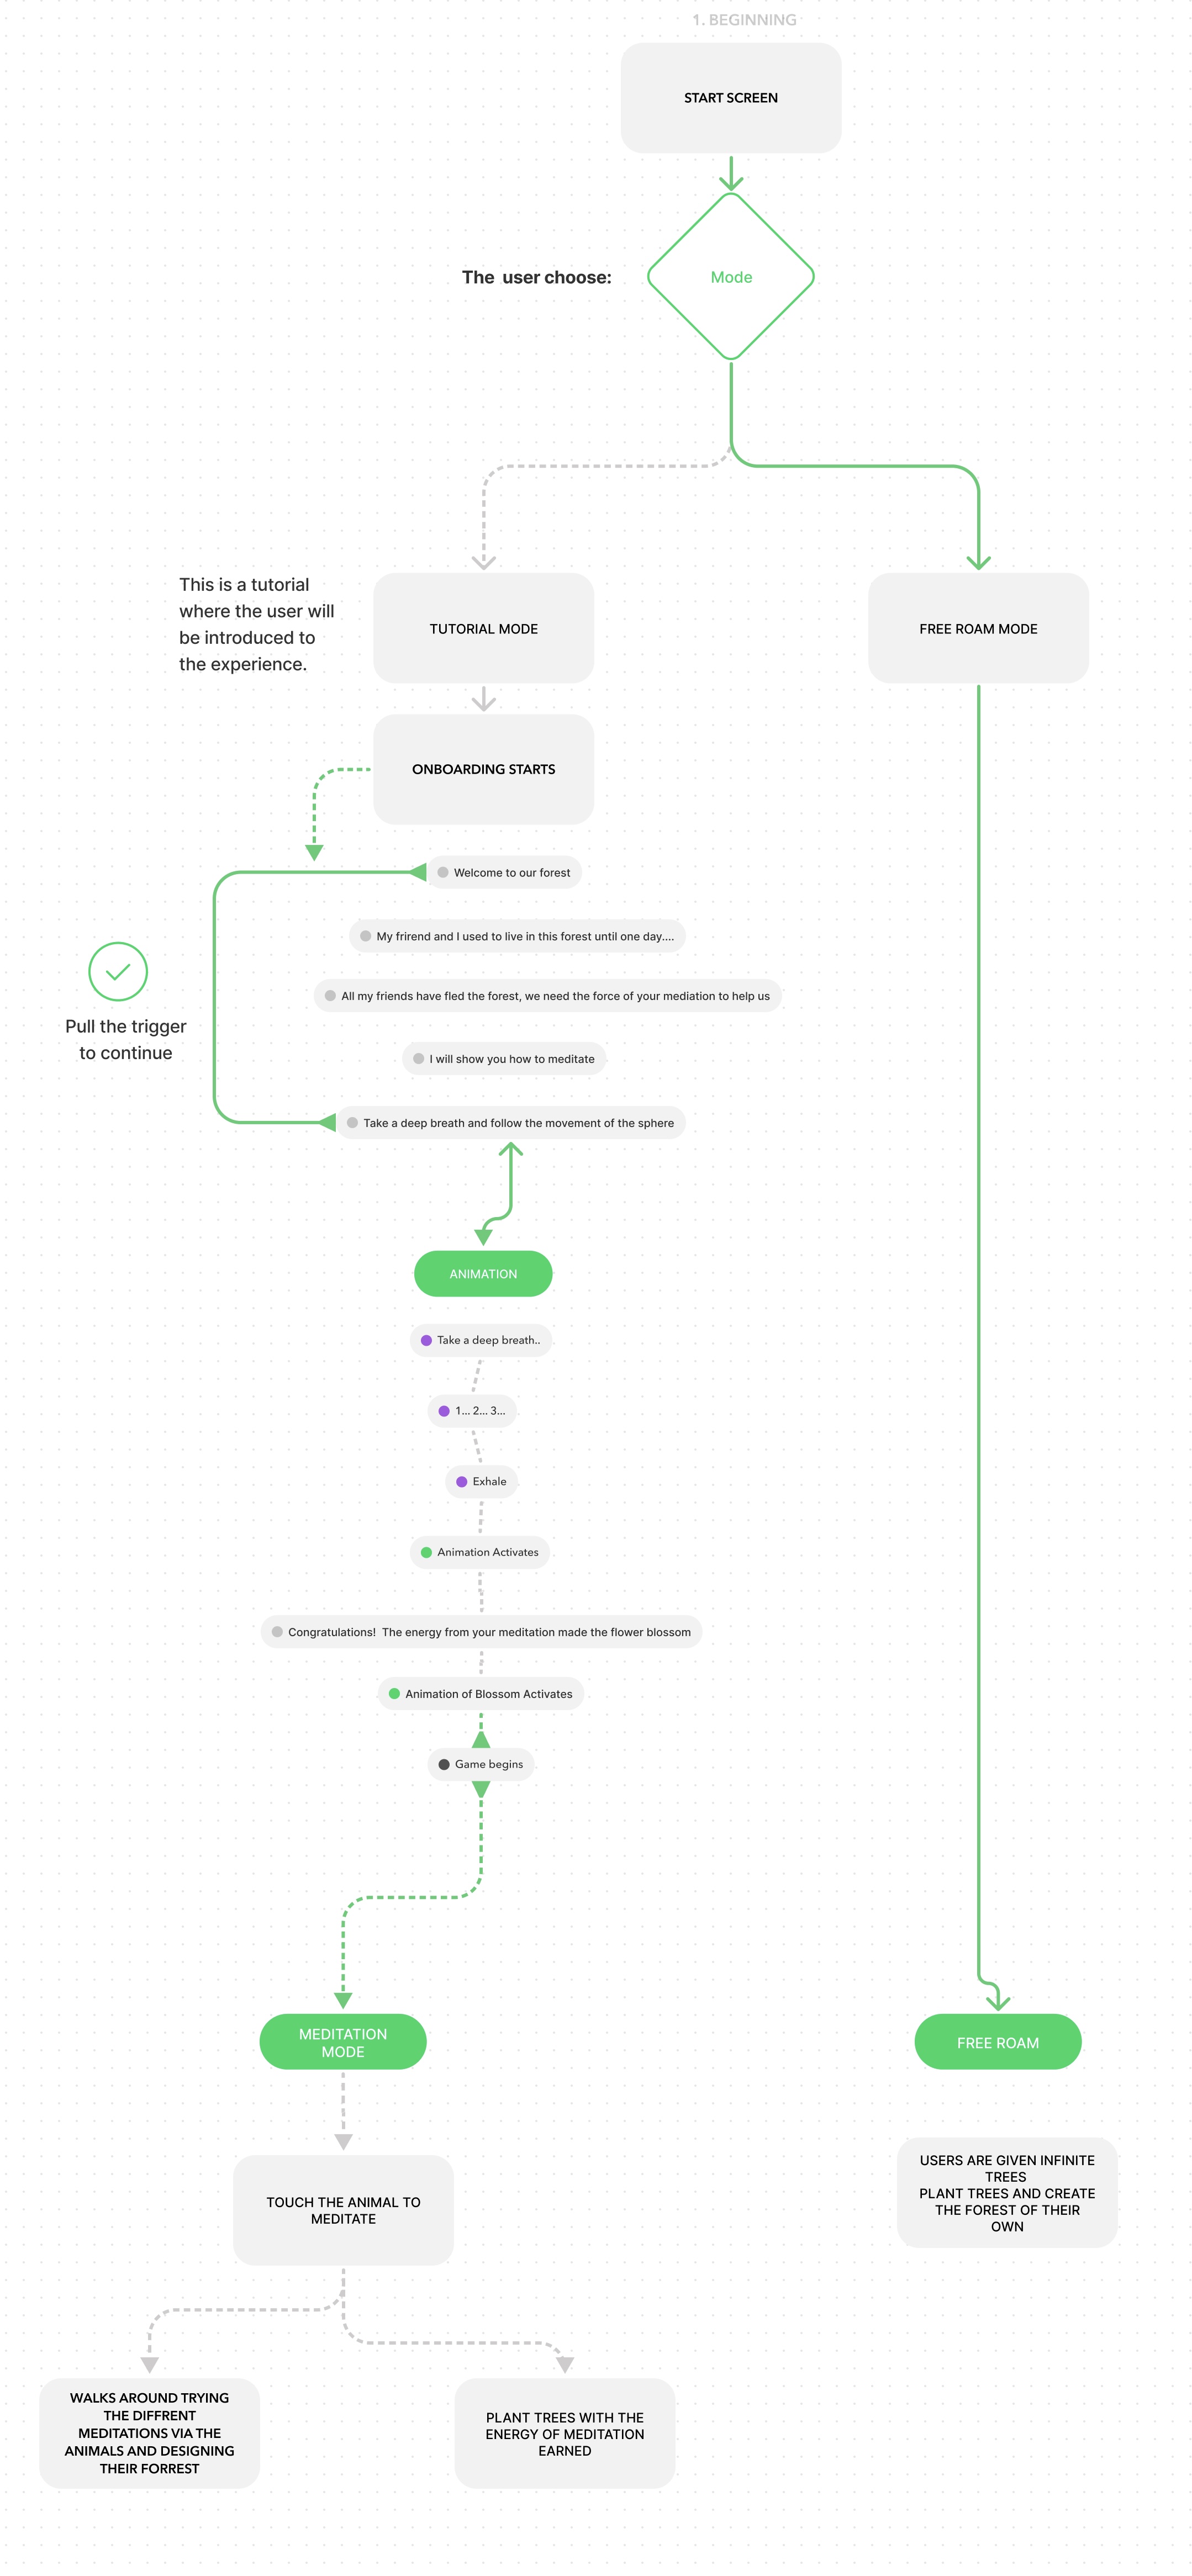 1. BEGINNING
START SCREEN
The  user choose:
Mode
This is a tutorial
where the user will
be introduced to
the experience.
TUTORIAL MODE
FREE ROAM MODE
ONBOARDING STARTS
Welcome to our forest
My frirend and I used to live in this forest until one day....
All my friends have fled the forest, we need the force of your mediation to help us
Pull the trigger
to continue
I will show you how to meditate
Take a deep breath and follow the movement of the sphere
ANIMATION
Take a deep breath..
1... 2... 3...
Exhale
Animation Activates
Congratulations!  The energy from your meditation made the flower blossom
Animation of Blossom Activates
Game begins
MEDITATION
MODE
FREE ROAM
TOUCH THE ANIMAL TO
MEDITATE
USERS ARE GIVEN INFINITE
TREES
PLANT TREES AND CREATE
THE FOREST OF THEIR
OWN
WALKS AROUND TRYING
THE DIFFRENT
MEDITATIONS VIA THE
ANIMALS AND DESIGNING
THEIR FORREST
PLANT TREES WITH THE
ENERGY OF MEDITATION
EARNED